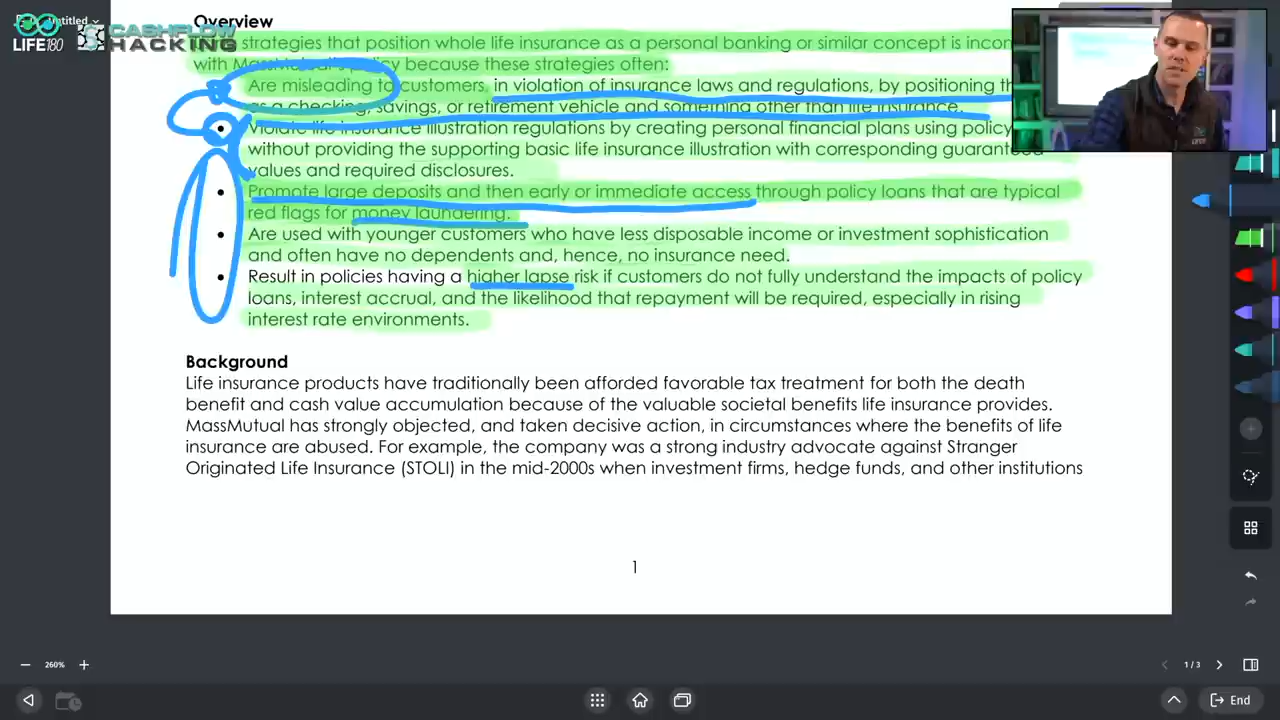 Untitled
LIFE180
CASHFLOW
HACKING
Overview
strategies that position whole life insurance as a personal banking or similar concept is incon
with MassMutual's policy because these strategies often:
Are misleading to customers, in violation of insurance laws and regulations, by positioning th
as a checking, savings, or retirement vehicle and something other than life insurance.
Violate life insurance illustration regulations by creating personal financial plans using policy
without providing the supporting basic life insurance illustration with corresponding guaranteed
values and required disclosures.
• Promote large deposits and then early or immediate access through policy loans that are typical
red flags for money laundering.
• Are used with younger customers who have less disposable income or investment sophistication
and often have no dependents and, hence, no insurance need.
• Result in policies having a higher lapse risk if customers do not fully understand the impacts of policy
loans, interest accrual, and the likelihood that repayment will be required, especially in rising
interest rate environments.
Background
Life insurance products have traditionally been afforded favorable tax treatment for both the death
benefit and cash value accumulation because of the valuable societal benefits life insurance provides.
MassMutual has strongly objected, and taken decisive action, in circumstances where the benefits of life
insurance are abused. For example, the company was a strong industry advocate against Stranger
Originated Life Insurance (STOLI) in the mid-2000s when investment firms, hedge funds, and other institutions
1
260%
1/3
End